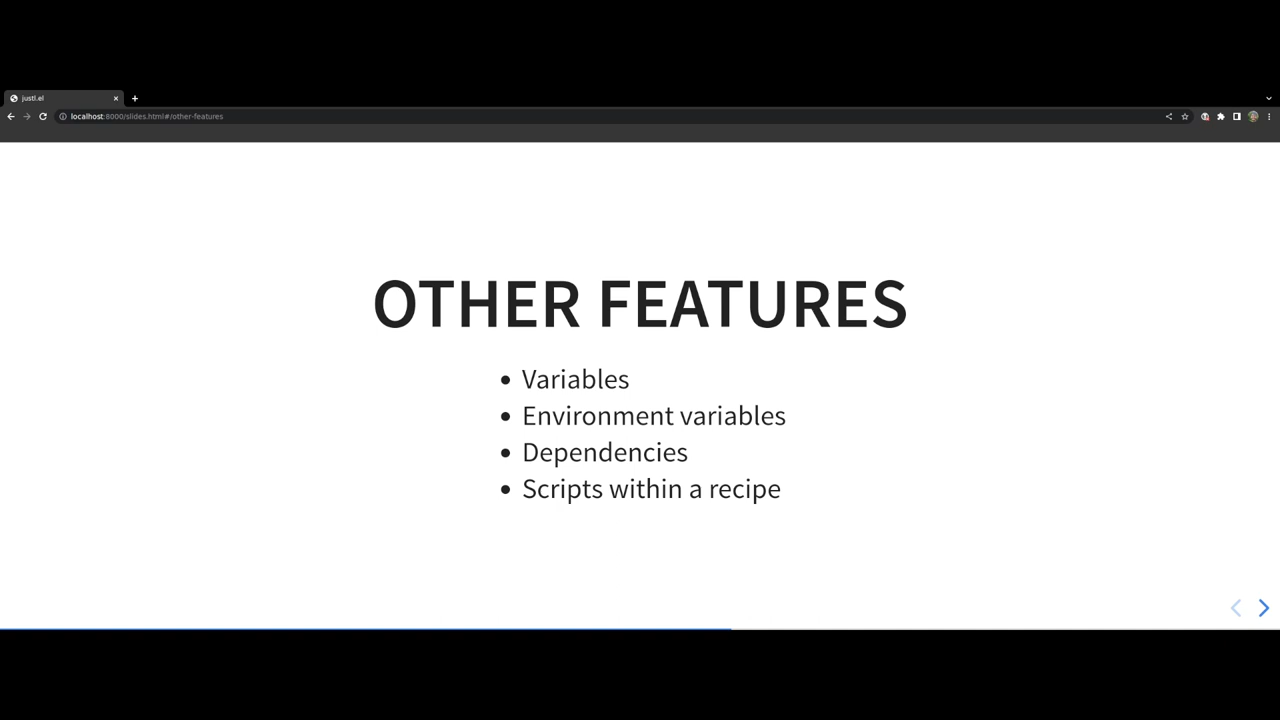 justl.el
localhost:8000/slides.html#/other-features
OTHER FEATURES
Variables
Environment variables
Dependencies
Scripts within a recipe